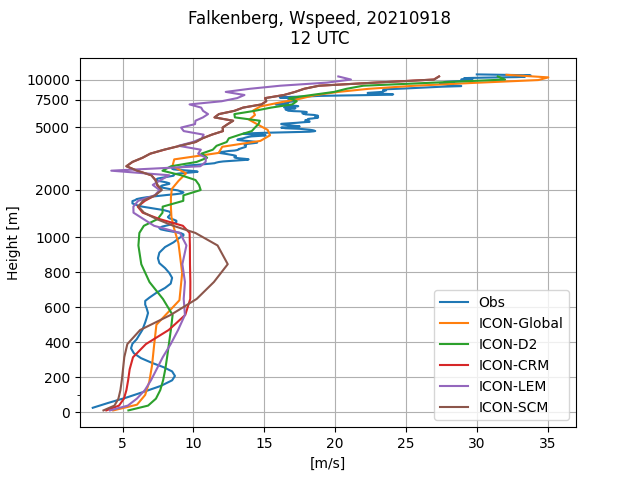 Falkenberg, Wspeed, 20210918
12 UTC
10000
7500
5000
2000
1000
800
600
400
200
0
Height [m]
5 10 15 20 25 30 35
[m/s]
Obs
ICON-Global
ICON-D2
ICON-CRM
ICON-LEM
ICON-SCM